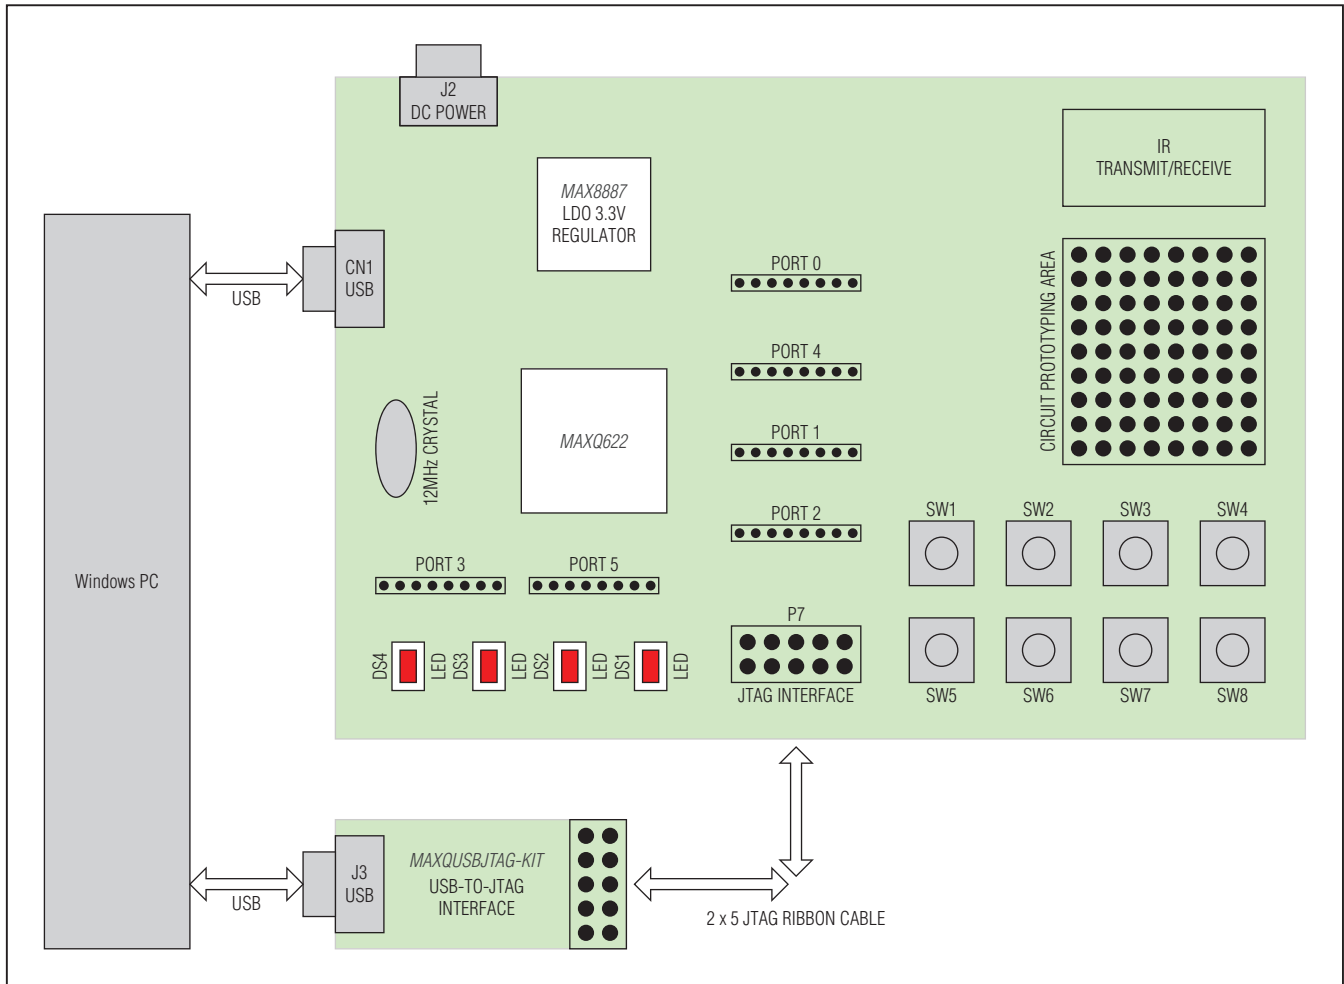 J2
DC POWER
IR
TRANSMIT/RECEIVE
MAX8887
LDO 3.3V
REGULATOR
CN1
USB
USB
PORT 0
CIRCUIT PROTOTYPING AREA
PORT 4
12MHz CRYSTAL
MAXQ622
PORT 1
PORT 2
SW1
SW2
SW3
SW4
Windows PC
PORT 3
PORT 5
P7
DS4
LED
DS3
LED
DS2
LED
DS1
LED
JTAG INTERFACE
SW5
SW6
SW7
SW8
J3
USB
USB
MAXQUSBJTAG-KIT
USB-TO-JTAG
INTERFACE
2 x 5 JTAG RIBBON CABLE